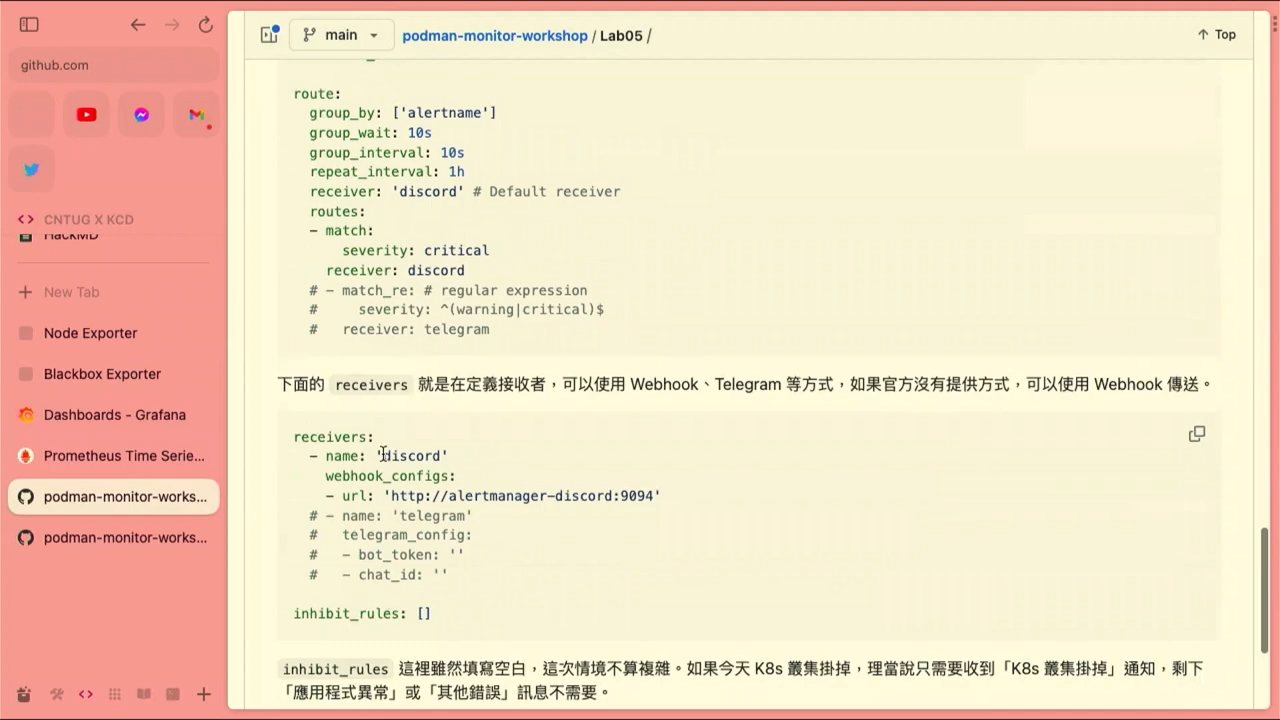 main
podman-monitor-workshop / Lab05 /
Top
github.com
CNTUG X KCD
HackMD
New Tab
Node Exporter
Blackbox Exporter
Dashboards - Grafana
Prometheus Time Serie...
podman-monitor-works...
podman-monitor-works...
route:
group_by: ['alertname']
group_wait: 10s
group_interval: 10s
repeat_interval: 1h
receiver: 'discord' # Default receiver
routes:
- match:
severity: critical
receiver: discord
# - match_re: # regular expression
#     severity: ^(warning|critical)$
#   receiver: telegram
下面的 receivers 就是在定義接收者，可以使用 Webhook、Telegram 等方式，如果官方沒有提供方式，可以使用 Webhook 傳送。
receivers:
- name: 'discord'
webhook_configs:
- url: 'http://alertmanager-discord:9094'
# - name: 'telegram'
#   telegram_config:
#   - bot_token: ''
#   - chat_id: ''
inhibit_rules: []
inhibit_rules 這裡雖然填寫空白，這次情境不算複雜。如果今天 K8s 叢集掛掉，理當說只需要收到「K8s 叢集掛掉」通知，剩下
「應用程式異常」或「其他錯誤」訊息不需要。